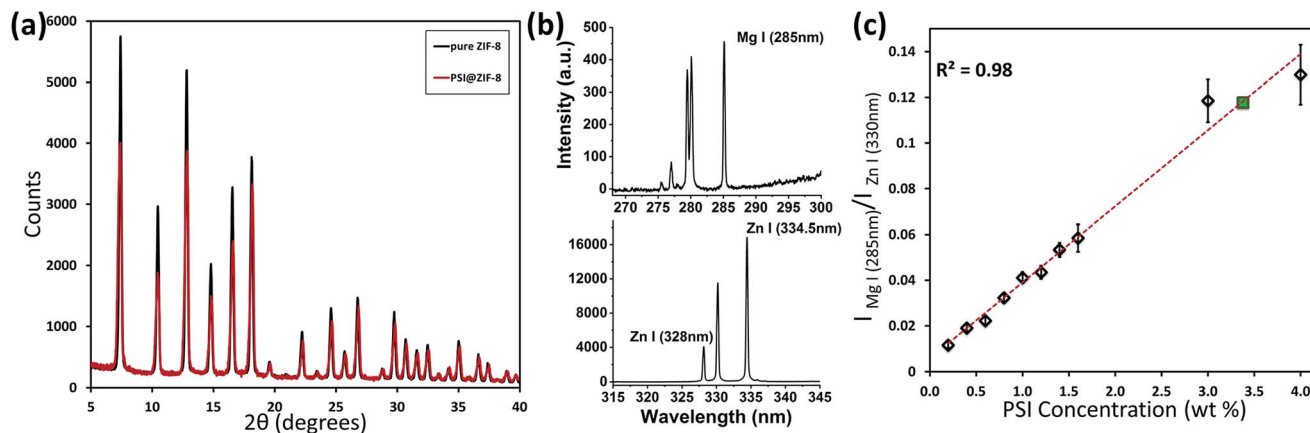 (a)
6000
5000
4000
3000
2000
1000
0
Counts
pure ZIF-8
PSI@ZIF-8
5 10 15 20 25 30 35 40
2θ (degrees)
(b)
500
400
300
200
100
0
Intensity (a.u.)
Mg I (285nm)
270 275 280 285 290 295 300
16000
12000
8000
4000
0
Zn I (334.5nm)
Zn I (328nm)
315 320 325 330 335 340 345
Wavelength (nm)
(c)
0.14
0.12
0.1
0.08
0.06
0.04
0.02
0
I Mg I (285nm)/I Zn I (330nm)
R² = 0.98
0.0 0.5 1.0 1.5 2.0 2.5 3.0 3.5 4.0
PSI Concentration (wt %)